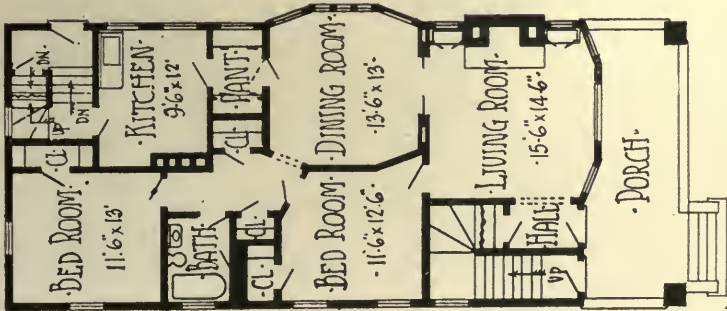 ·KITCHEN·
9'6"X12'
DN
DN
UP
PANT·
·DINING ROOM·
·13'6"X13'·
·LIVING ROOM·
·15'6"X14'6"·
·PORCH·
·CL·
·CL·
·BED ROOM·
11'6"X13'
·BATH·
CL
CL
·BED ROOM·
·11'6"X12'6"·
·HALL·
UP